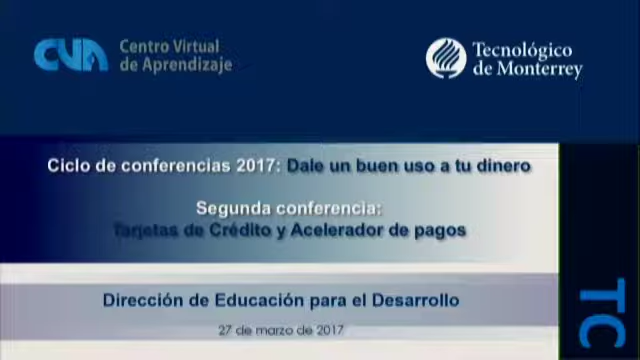 CVA Centro Virtual
de Aprendizaje
Tecnológico
de Monterrey
Ciclo de conferencias 2017: Dale un buen uso a tu dinero
Segunda conferencia:
Tarjetas de Crédito y Acelerador de pagos
Dirección de Educación para el Desarrollo
27 de marzo de 2017
TC